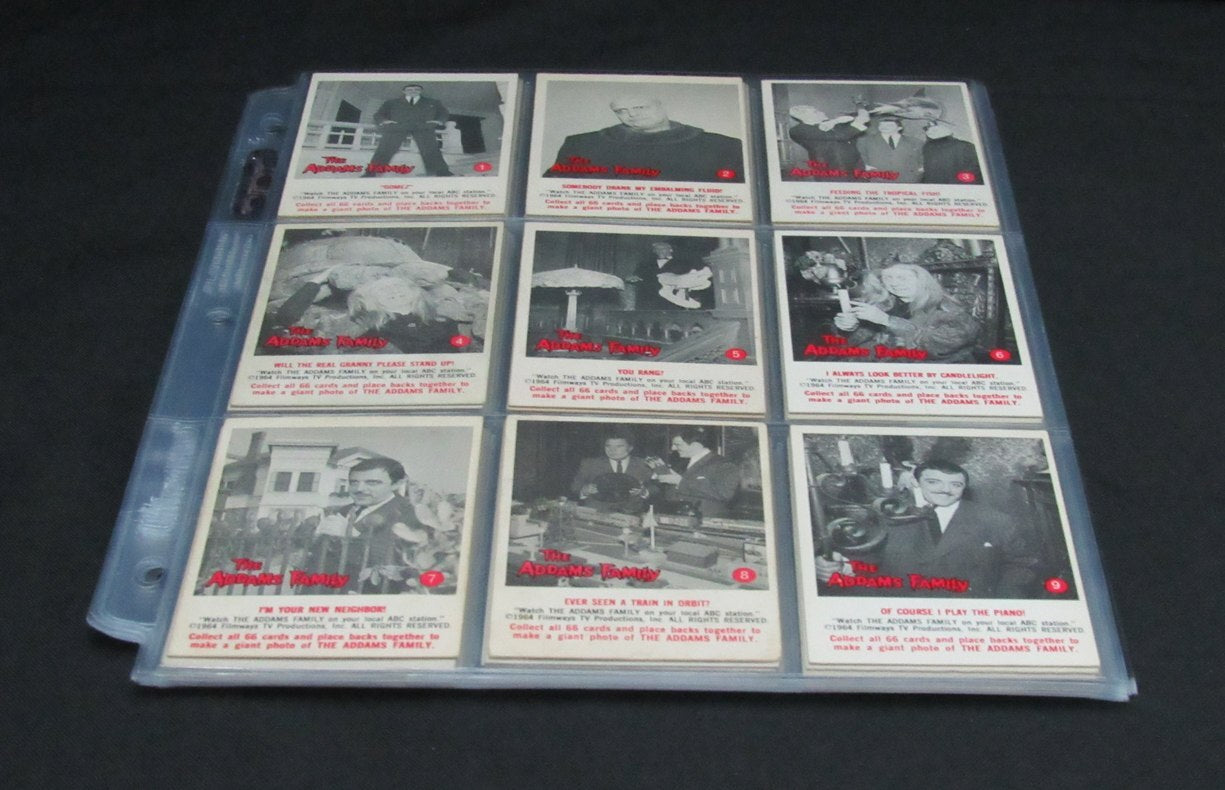 The
ADDAMS FAMILY
1
"GOMEZ"
"Watch THE ADDAMS FAMILY on your local ABC station."
©1964 Filmways TV Productions, Inc. ALL RIGHTS RESERVED.
Collect all 66 cards and place backs together to
make a giant photo of THE ADDAMS FAMILY.
The
ADDAMS FAMILY
2
SOMEBODY DRANK MY EMBALMING FLUID!
"Watch THE ADDAMS FAMILY on your local ABC station."
©1964 Filmways TV Productions, Inc. ALL RIGHTS RESERVED.
Collect all 66 cards and place backs together to
make a giant photo of THE ADDAMS FAMILY.
The
ADDAMS FAMILY
3
FEEDING THE TROPICAL FISH!
"Watch THE ADDAMS FAMILY on your local ABC station."
©1964 Filmways TV Productions, Inc. ALL RIGHTS RESERVED.
Collect all 66 cards and place backs together to
make a giant photo of THE ADDAMS FAMILY.
The
ADDAMS FAMILY
4
WILL THE REAL GRANNY PLEASE STAND UP!
"Watch THE ADDAMS FAMILY on your local ABC station."
©1964 Filmways TV Productions, Inc. ALL RIGHTS RESERVED.
Collect all 66 cards and place backs together to
make a giant photo of THE ADDAMS FAMILY.
The
ADDAMS FAMILY
5
YOU RANG?
"Watch THE ADDAMS FAMILY on your local ABC station."
©1964 Filmways TV Productions, Inc. ALL RIGHTS RESERVED.
Collect all 66 cards and place backs together to
make a giant photo of THE ADDAMS FAMILY.
The
ADDAMS FAMILY
6
I ALWAYS LOOK BETTER BY CANDLELIGHT.
"Watch THE ADDAMS FAMILY on your local ABC station."
©1964 Filmways TV Productions, Inc. ALL RIGHTS RESERVED.
Collect all 66 cards and place backs together to
make a giant photo of THE ADDAMS FAMILY.
The
ADDAMS FAMILY
7
I'M YOUR NEW NEIGHBOR!
"Watch THE ADDAMS FAMILY on your local ABC station."
©1964 Filmways TV Productions, Inc. ALL RIGHTS RESERVED.
Collect all 66 cards and place backs together to
make a giant photo of THE ADDAMS FAMILY.
The
ADDAMS FAMILY
8
EVER SEEN A TRAIN IN ORBIT?
"Watch THE ADDAMS FAMILY on your local ABC station."
©1964 Filmways TV Productions, Inc. ALL RIGHTS RESERVED.
Collect all 66 cards and place backs together to
make a giant photo of THE ADDAMS FAMILY.
The
ADDAMS FAMILY
9
OF COURSE I PLAY THE PIANO!
"Watch THE ADDAMS FAMILY on your local ABC station."
©1964 Filmways TV Productions, Inc. ALL RIGHTS RESERVED.
Collect all 66 cards and place backs together to
make a giant photo of THE ADDAMS FAMILY.